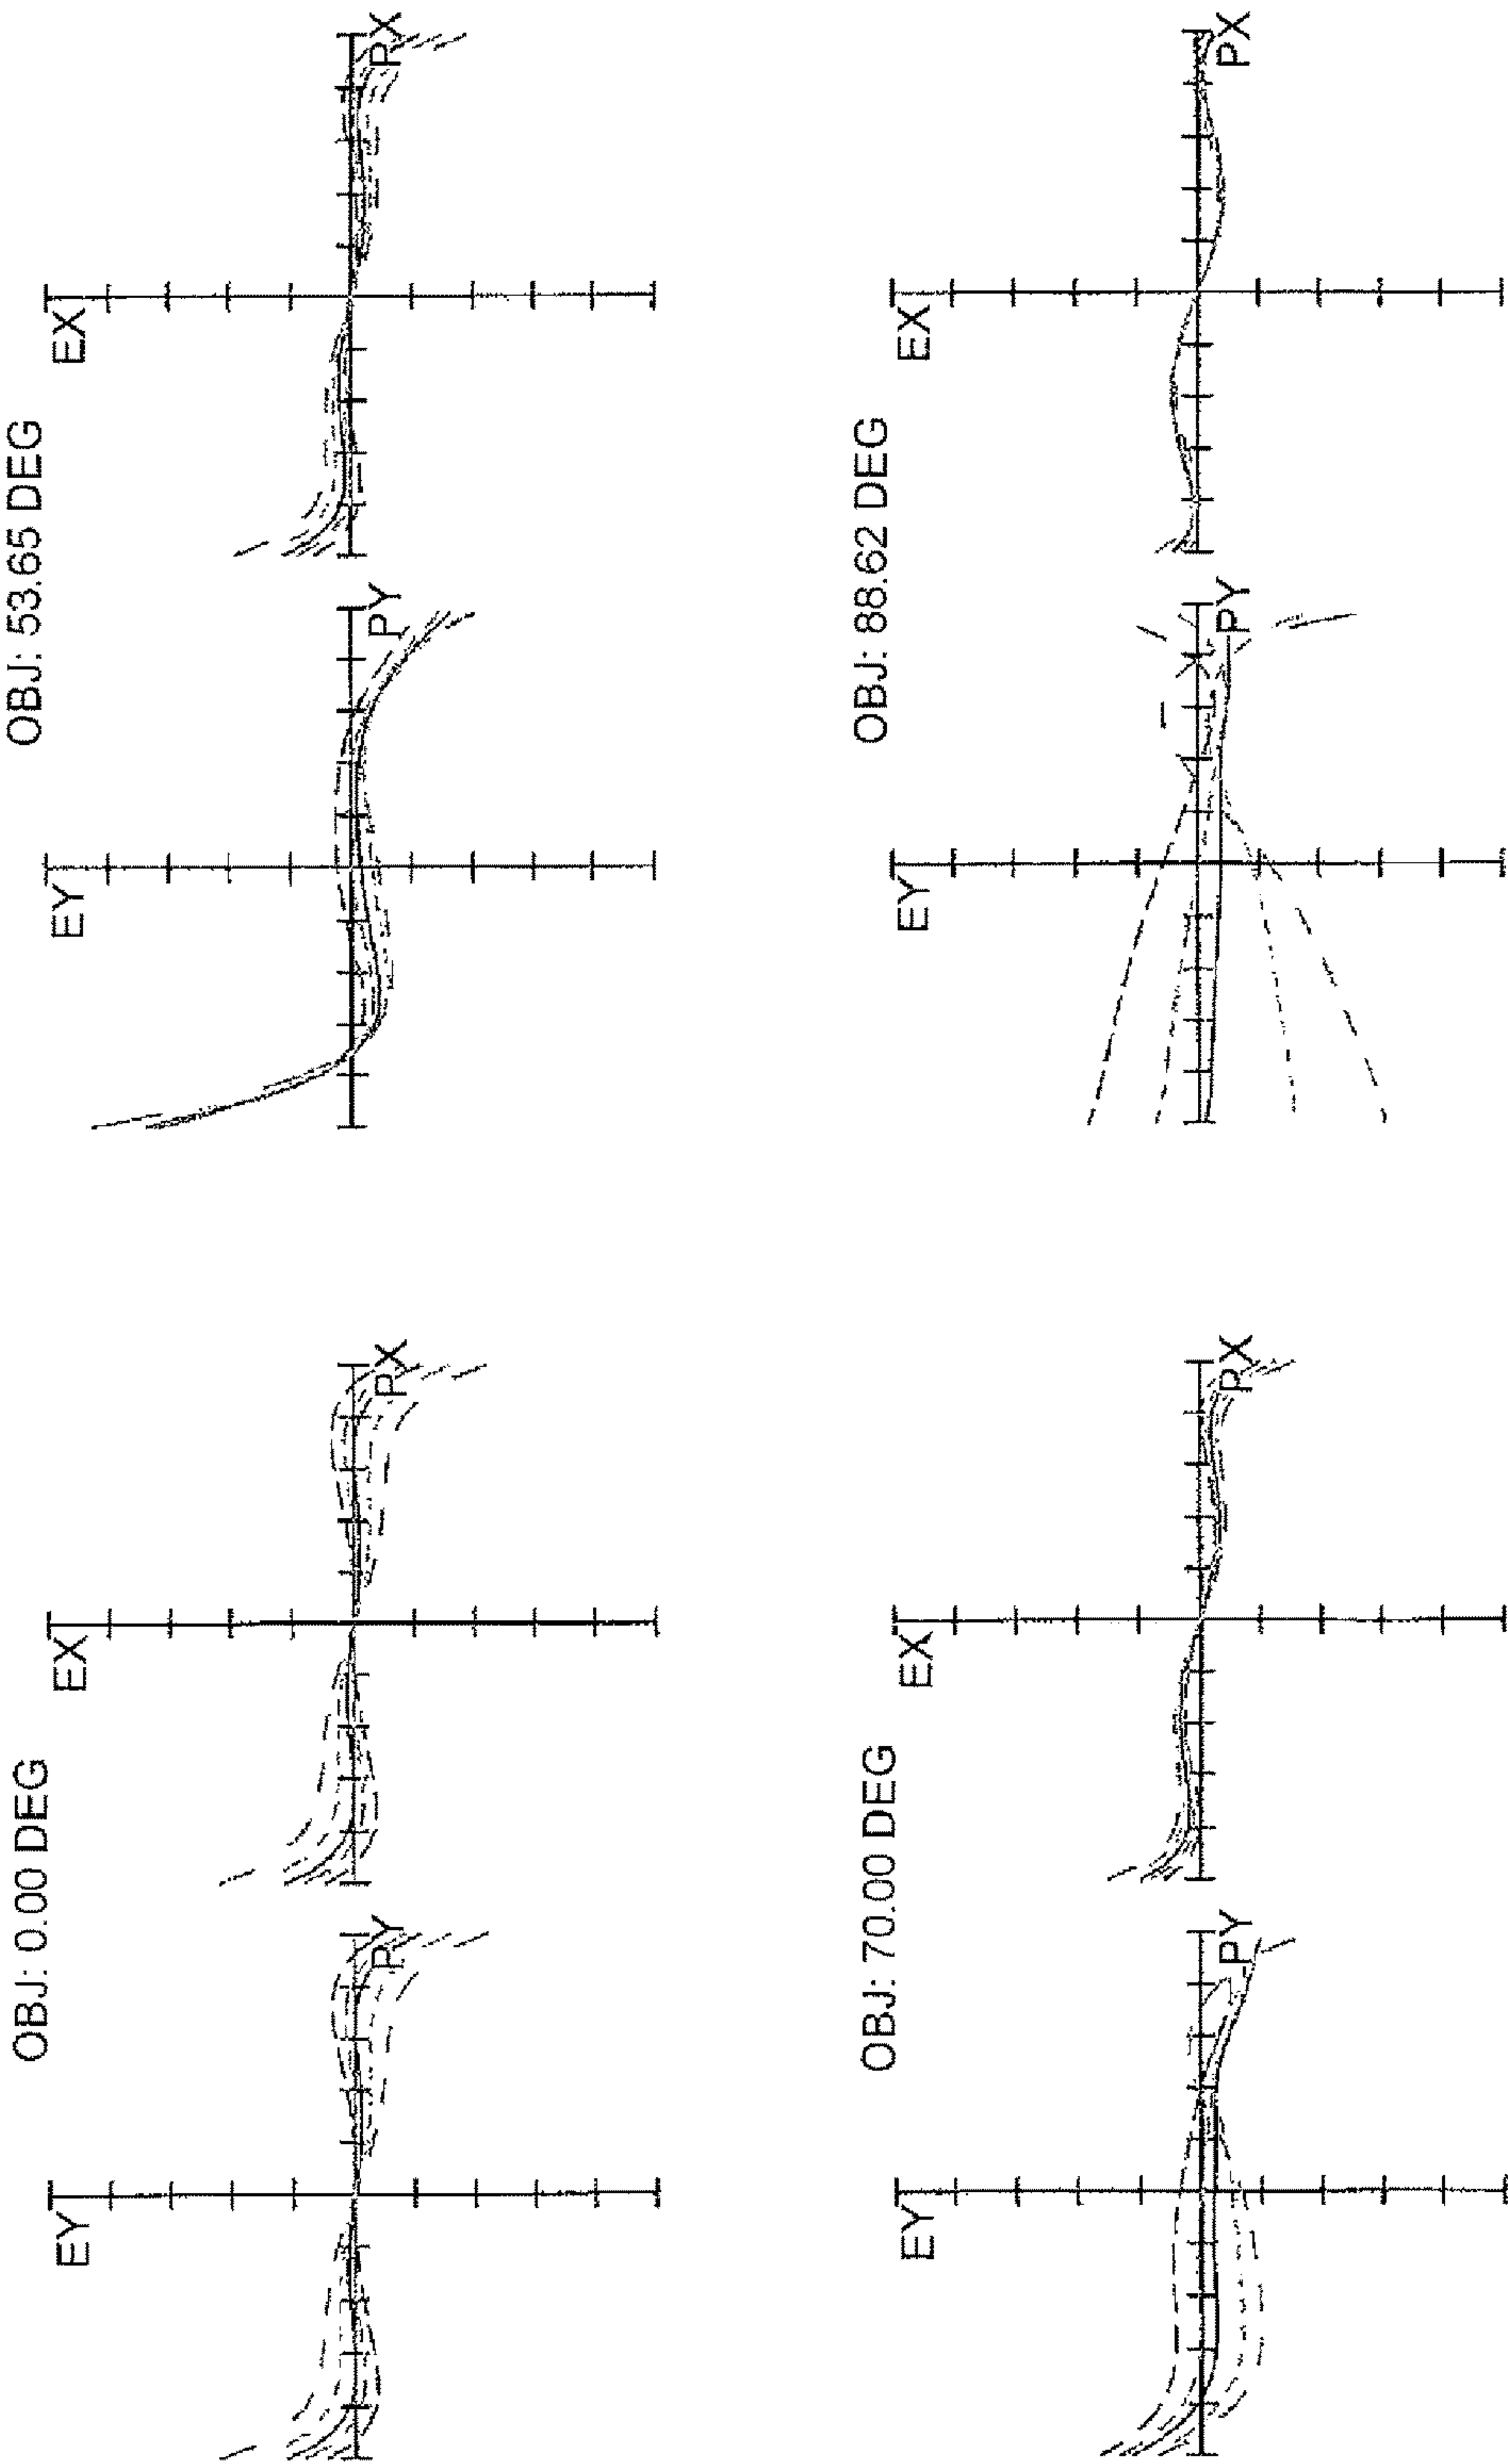 OBJ: 0.00 DEG
EY
PY
EX
PX
OBJ: 53.65 DEG
EY
PY
EX
PX
OBJ: 70.00 DEG
EY
PY
EX
PX
OBJ: 88.62 DEG
EY
PY
EX
PX